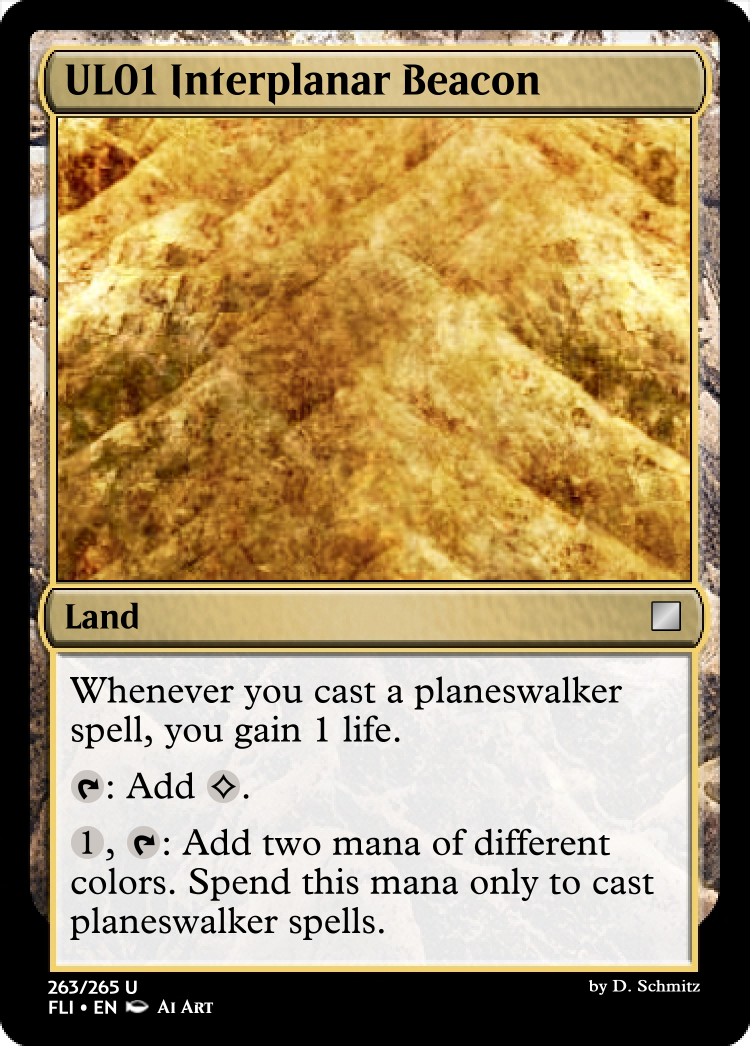 UL01 Interplanar Beacon
Land
Whenever you cast a planeswalker
spell, you gain 1 life.
: Add .
1, : Add two mana of different
colors. Spend this mana only to cast
planeswalker spells.
263/265 U
by D. Schmitz
FLI • EN AI ART